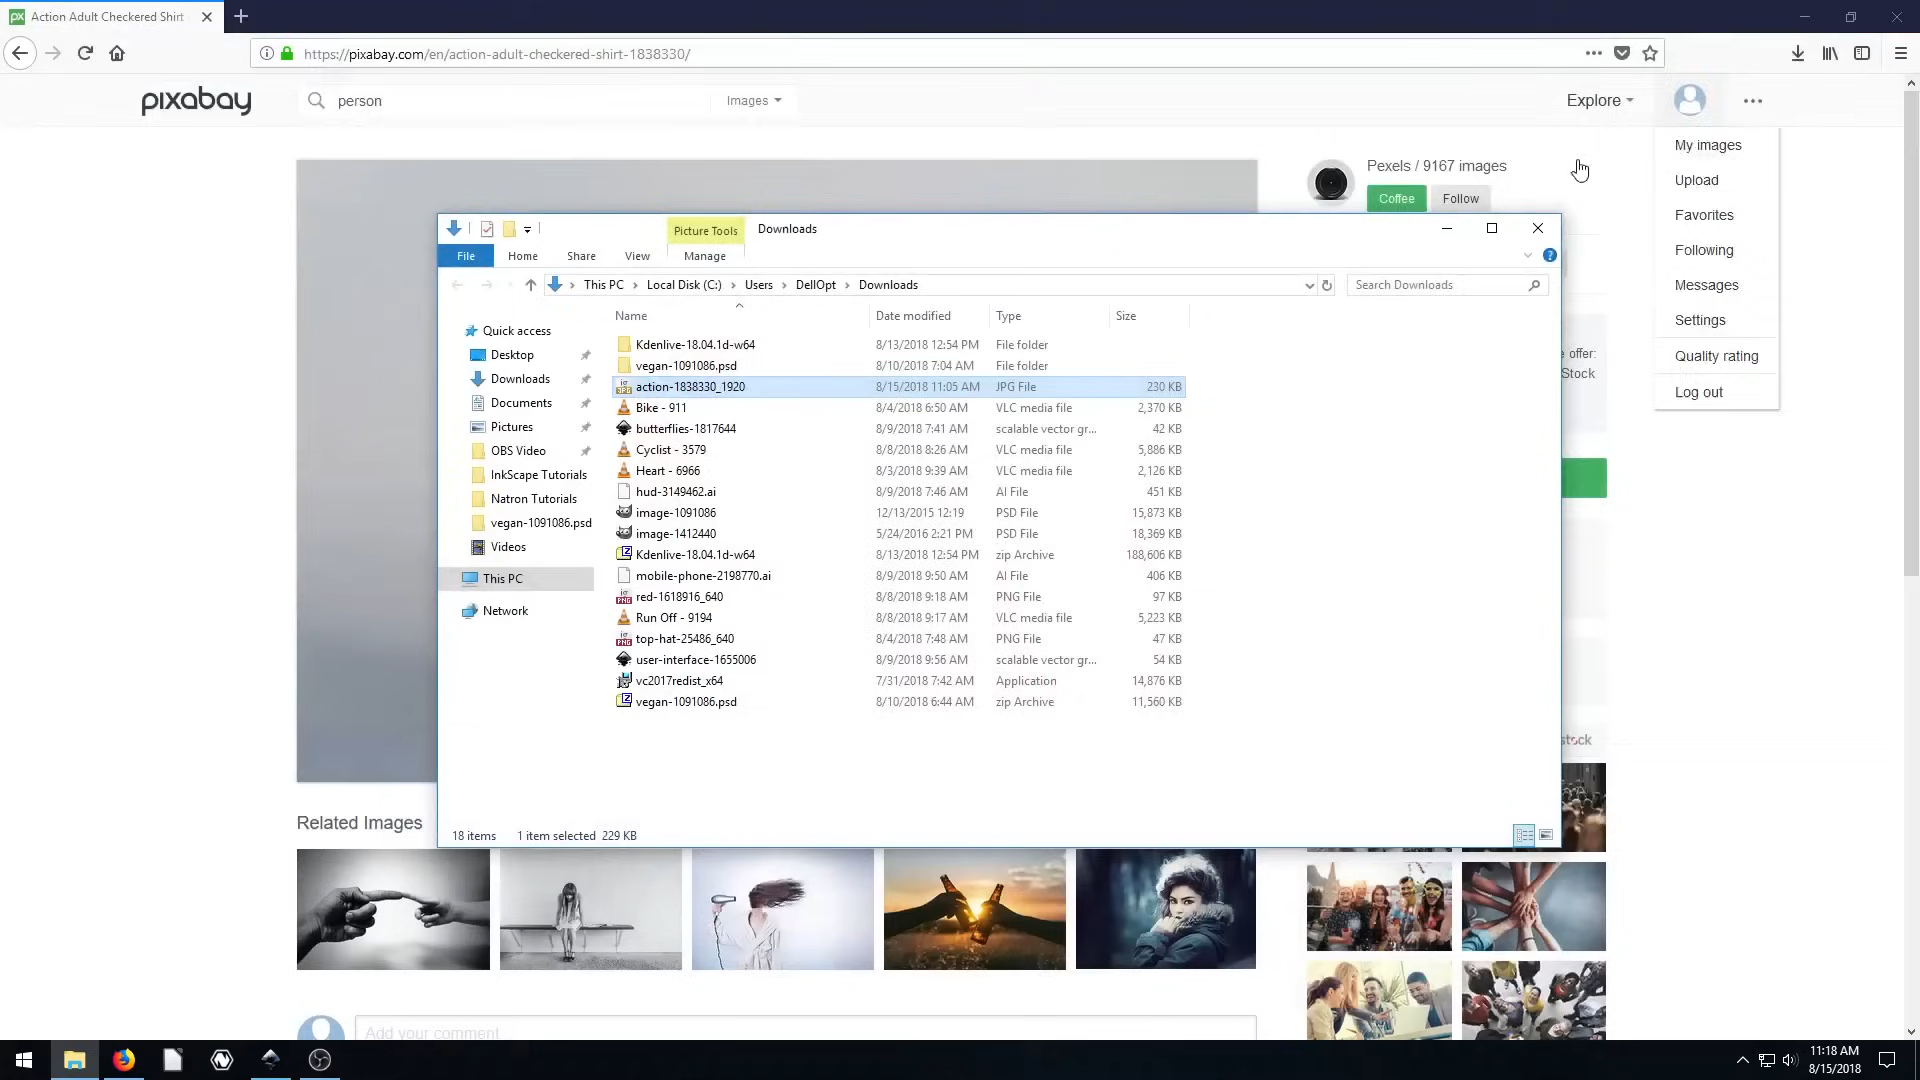 Action Adult Checkered Shirt
https://pixabay.com/en/action-adult-checkered-shirt-1838330/
pixabay
person
Images
Explore
My images
Upload
Favorites
Following
Messages
Settings
Quality rating
Log out
Pexels / 9167 images
Coffee
Follow
Picture Tools
Downloads
File
Home
Share
View
Manage
This PC
Local Disk (C:)
Users
DellOpt
Downloads
Search Downloads
Name
Date modified
Type
Size
Quick access
Desktop
Downloads
Documents
Pictures
OBS Video
InkScape Tutorials
Natron Tutorials
vegan-1091086.psd
Videos
This PC
Network
Kdenlive-18.04.1d-w64 8/13/2018 12:54 PM File folder
vegan-1091086.psd 8/10/2018 7:04 AM File folder
action-1838330_1920 8/15/2018 11:05 AM JPG File 230 KB
Bike - 911 8/4/2018 6:50 AM VLC media file 2,370 KB
butterflies-1817644 8/9/2018 7:41 AM scalable vector gr... 42 KB
Cyclist - 3579 8/8/2018 8:26 AM VLC media file 5,886 KB
Heart - 6966 8/3/2018 9:39 AM VLC media file 2,126 KB
hud-3149462.ai 8/9/2018 7:46 AM AI File 451 KB
image-1091086 12/13/2015 12:19 PSD File 15,873 KB
image-1412440 5/24/2016 2:21 PM PSD File 18,369 KB
Kdenlive-18.04.1d-w64 8/13/2018 12:54 PM zip Archive 188,606 KB
mobile-phone-2198770.ai 8/9/2018 9:50 AM AI File 406 KB
red-1618916_640 8/8/2018 9:18 AM PNG File 97 KB
Run Off - 9194 8/8/2018 9:17 AM VLC media file 5,223 KB
top-hat-25486_640 8/4/2018 7:48 AM PNG File 47 KB
user-interface-1655006 8/9/2018 9:56 AM scalable vector gr... 54 KB
vc2017redist_x64 7/31/2018 7:42 AM Application 14,876 KB
vegan-1091086.psd 8/10/2018 6:44 AM zip Archive 11,560 KB
18 items
1 item selected 229 KB
e offer:
Stock
stock
Related Images
Add your comment
11:18 AM
8/15/2018